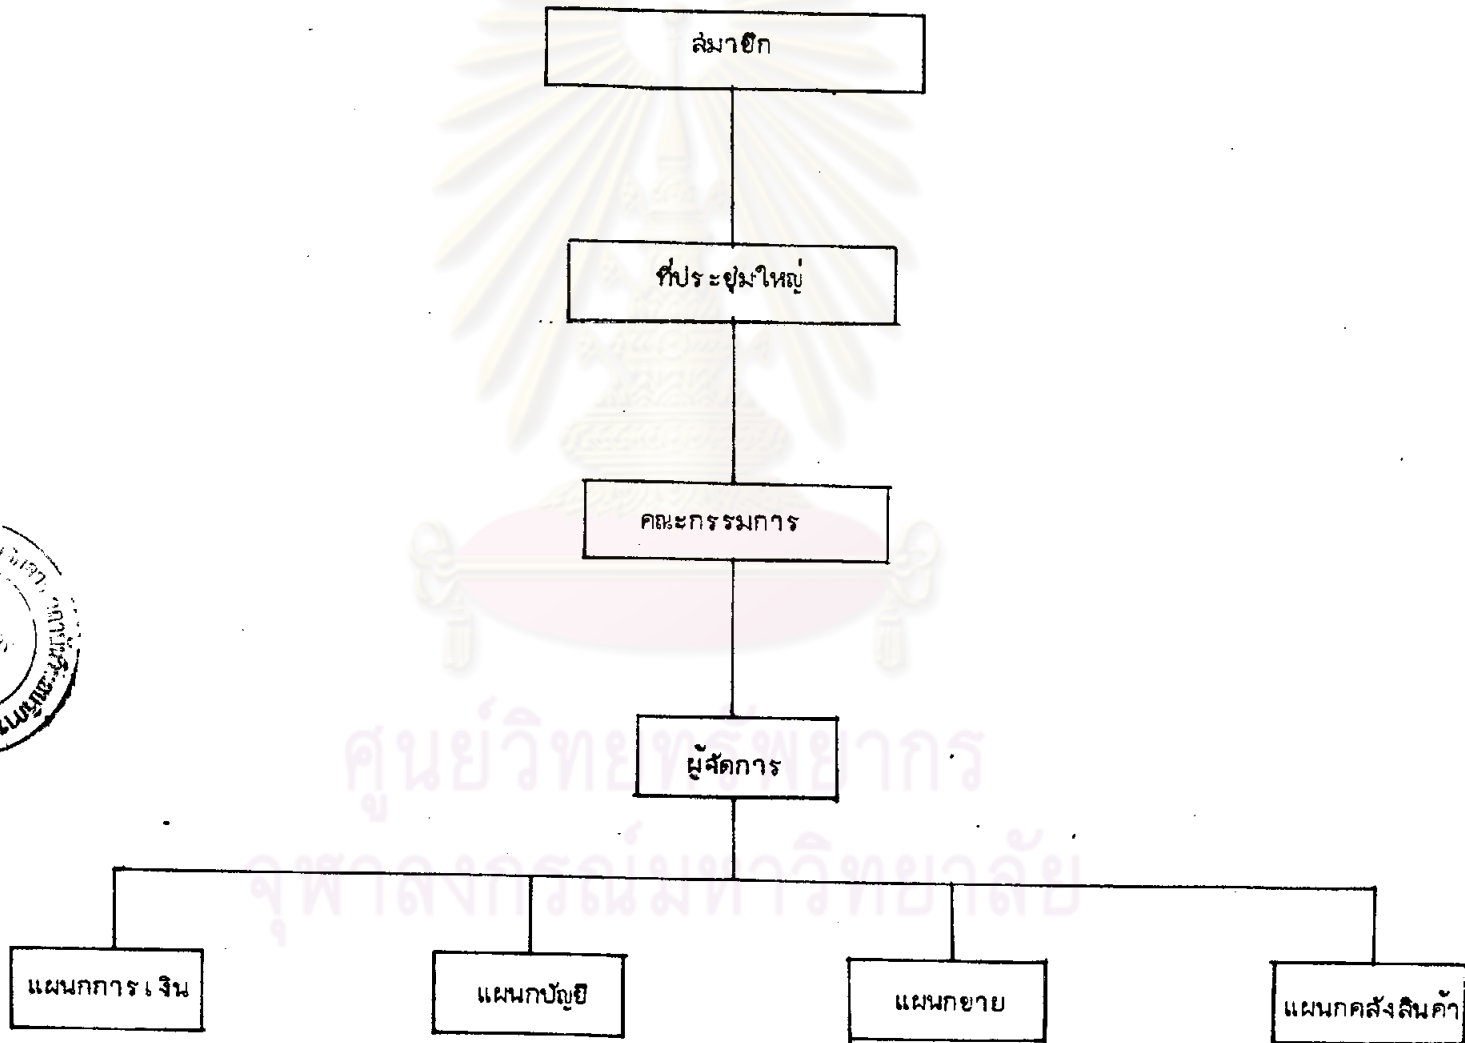 สมาชิก
ที่ประชุมใหญ่
คณะกรรมการ
ผู้จัดการ
ศูนย์วิทยทรัพยากร
จุฬาลงกรณ์มหาวิทยาลัย
แผนกการเงิน
แผนกบัญชี
แผนกขาย
แผนกคลังสินค้า